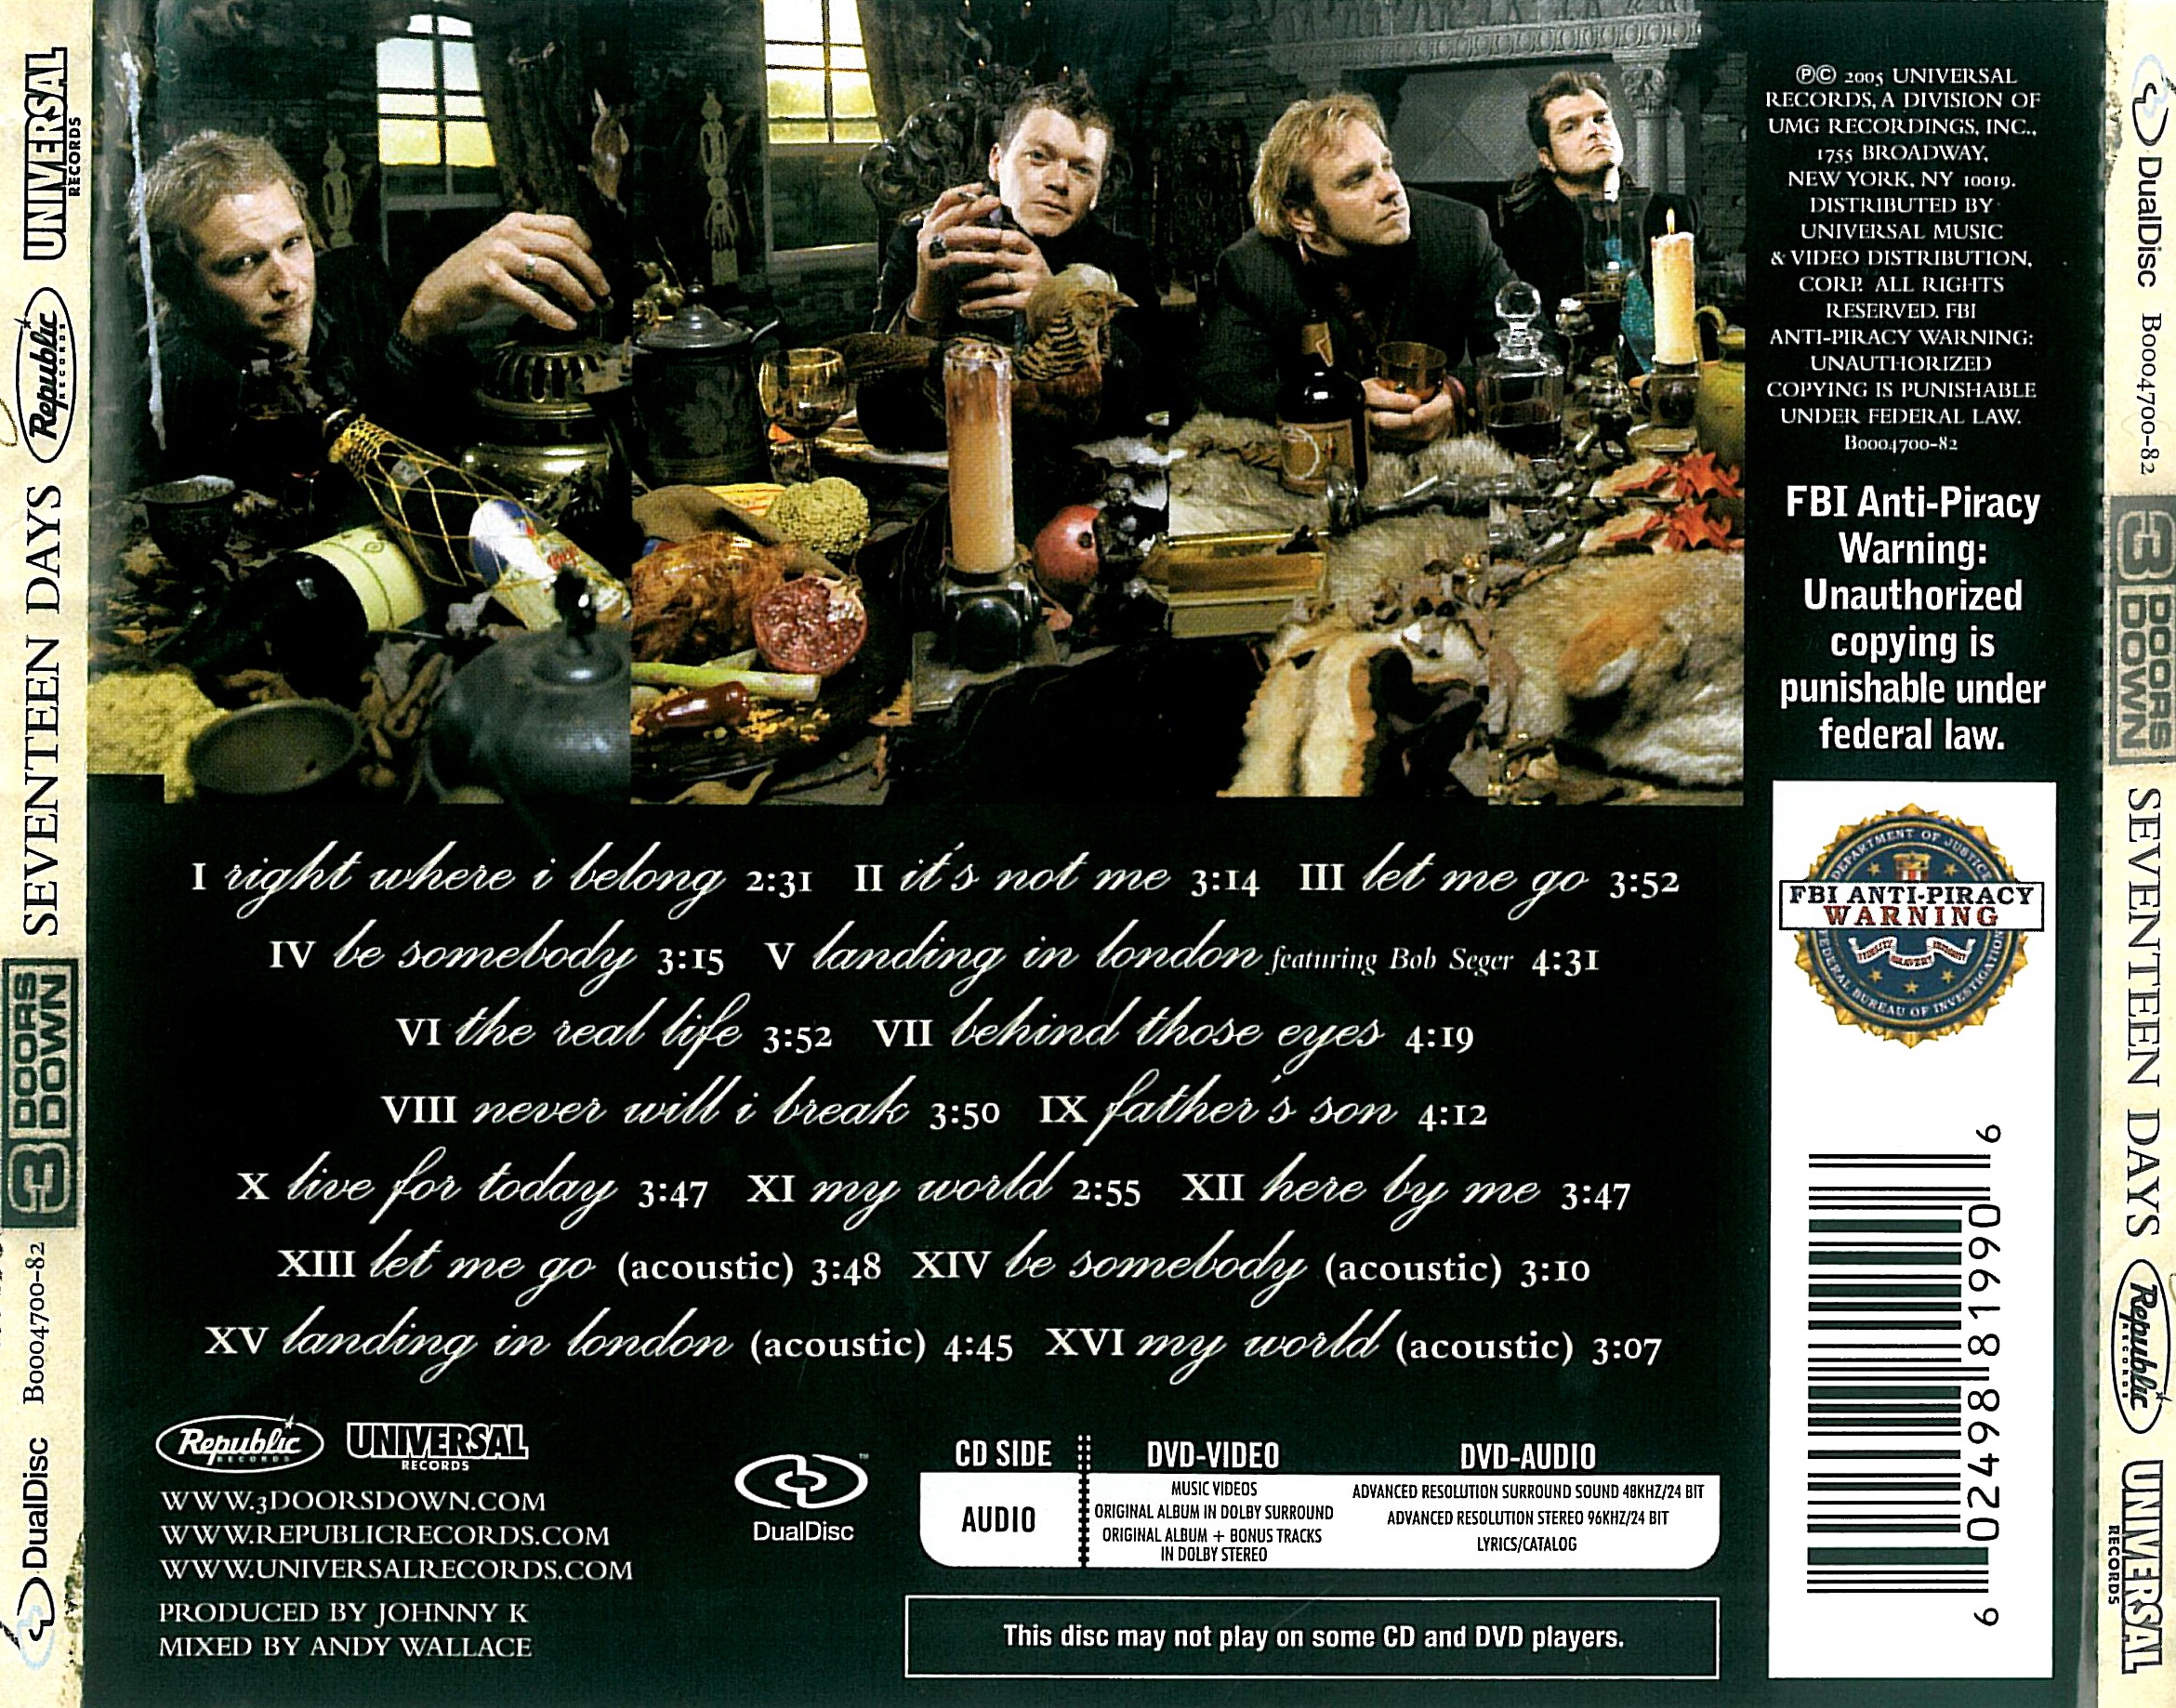 UNIVERSAL
RECORDS
Republic
RECORDS
SEVENTEEN DAYS
3 DOORS DOWN
B0004700-82
DualDisc
℗© 2005 UNIVERSAL
RECORDS, A DIVISION OF
UMG RECORDINGS, INC.,
1755 BROADWAY,
NEW YORK, NY 10019.
DISTRIBUTED BY
UNIVERSAL MUSIC
& VIDEO DISTRIBUTION,
CORP. ALL RIGHTS
RESERVED. FBI
ANTI-PIRACY WARNING:
UNAUTHORIZED
COPYING IS PUNISHABLE
UNDER FEDERAL LAW.
B0004700-82
FBI Anti-Piracy
Warning:
Unauthorized
copying is
punishable under
federal law.
DEPARTMENT OF JUSTICE
FBI ANTI-PIRACY
WARNING
FIDELITY BRAVERY INTEGRITY
FEDERAL BUREAU OF INVESTIGATION
I right where i belong 2:31 II it's not me 3:14 III let me go 3:52
IV be somebody 3:15 V landing in london featuring Bob Seger 4:31
VI the real life 3:52 VII behind those eyes 4:19
VIII never will i break 3:50 IX father's son 4:12
X live for today 3:47 XI my world 2:55 XII here by me 3:47
XIII let me go (acoustic) 3:48 XIV be somebody (acoustic) 3:10
XV landing in london (acoustic) 4:45 XVI my world (acoustic) 3:07
Republic
RECORDS
UNIVERSAL
RECORDS
WWW.3DOORSDOWN.COM
WWW.REPUBLICRECORDS.COM
WWW.UNIVERSALRECORDS.COM
PRODUCED BY JOHNNY K
MIXED BY ANDY WALLACE
™
DualDisc
CD SIDE DVD-VIDEO DVD-AUDIO
AUDIO
MUSIC VIDEOS
ORIGINAL ALBUM IN DOLBY SURROUND
ORIGINAL ALBUM + BONUS TRACKS
IN DOLBY STEREO
ADVANCED RESOLUTION SURROUND SOUND 48KHZ/24 BIT
ADVANCED RESOLUTION STEREO 96KHZ/24 BIT
LYRICS/CATALOG
This disc may not play on some CD and DVD players.
6 02498 81990 9
DualDisc
B0004700-82
3 DOORS DOWN
SEVENTEEN DAYS
Republic
RECORDS
UNIVERSAL
RECORDS